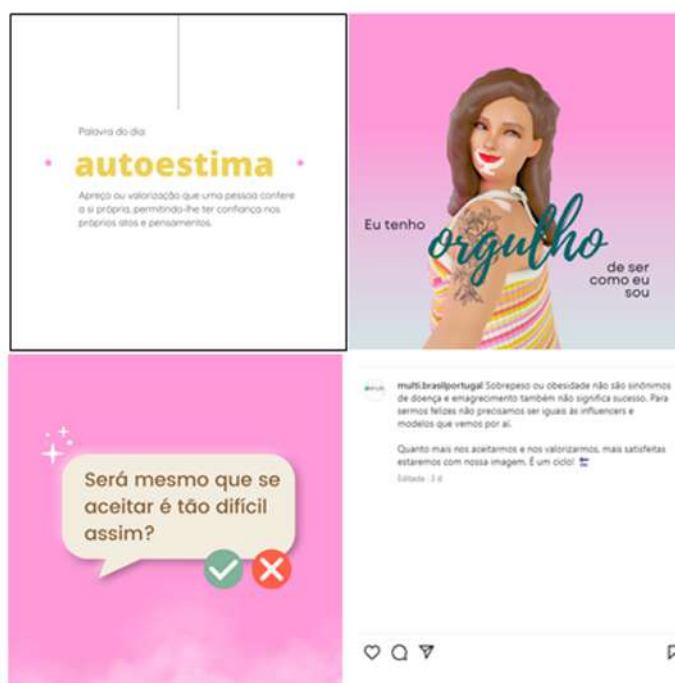 Palavra do dia:
autoestima
Apreço ou valorização que uma pessoa confere
a si própria, permitindo-lhe ter confiança nos
próprios atos e pensamentos.
Eu tenho
orgulho
de ser
como eu
sou
Será mesmo que se
aceitar é tão difícil
assim?
multi.brasilportugal Sobrepeso ou obesidade não são sinônimos
de doença e emagrecimento também não significa sucesso. Para
sermos felizes não precisamos ser iguais às influencers e
modelos que vemos por aí.
Quanto mais nos aceitarmos e nos valorizarmos, mais satisfeitas
estaremos com nossa imagem. É um ciclo!
Editado · 3 d